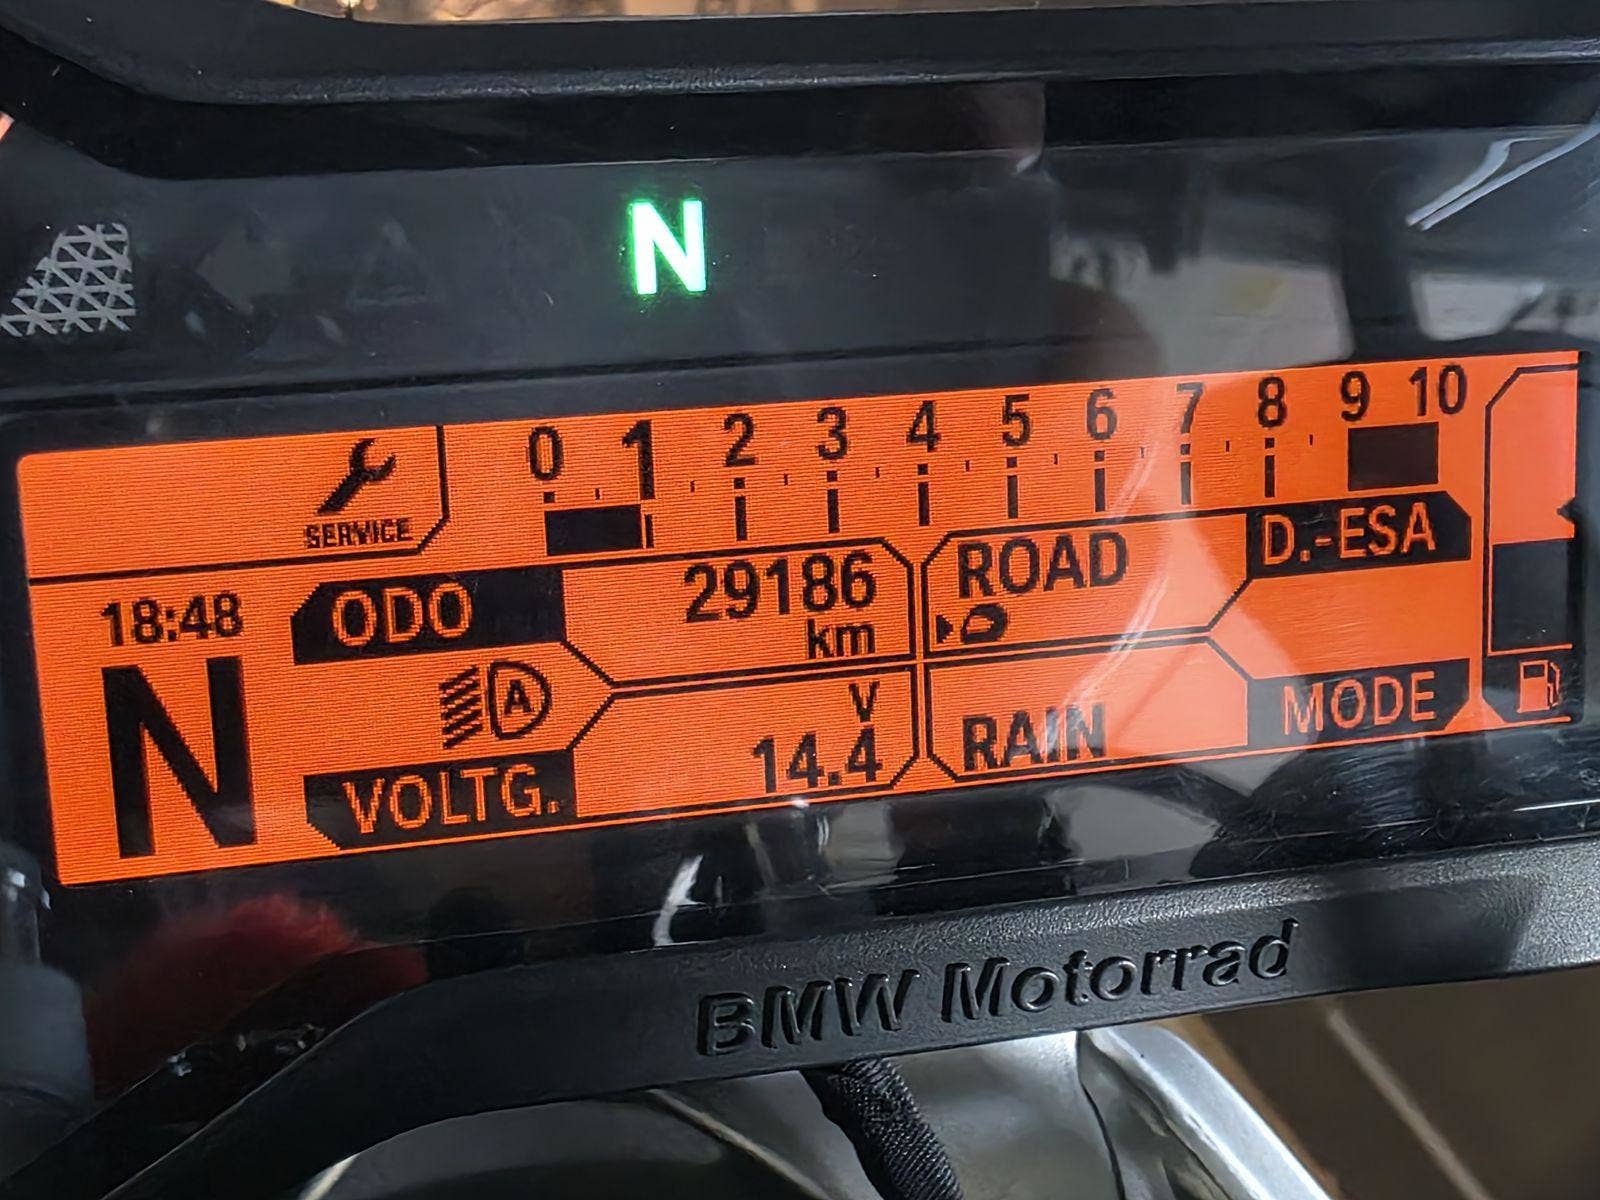 N
0 1 2 3 4 5 6 7 8 9 10
SERVICE
18:48
ODO
29186
km
ROAD
D.-ESA
N
A
VOLTG.
V
14.4
RAIN
MODE
BMW Motorrad